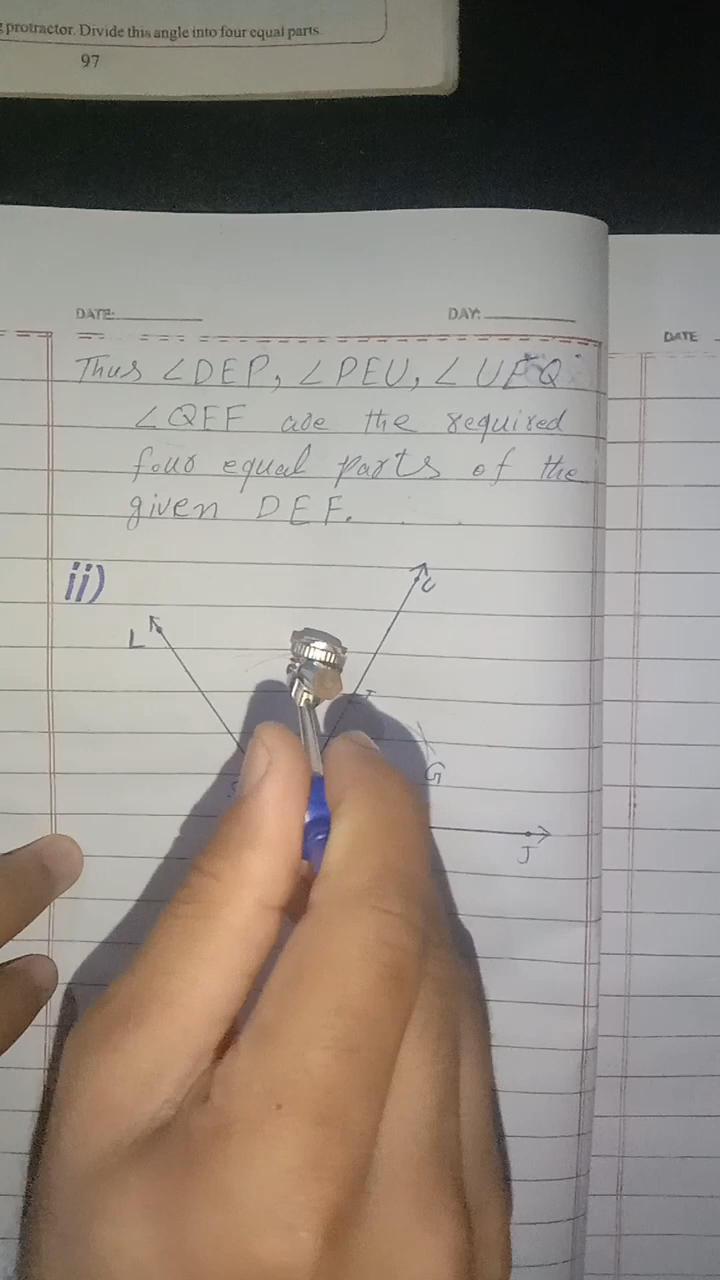 protractor. Divide this angle into four equal parts.
97
DATE: DAY:
DATE
Thus ∠DEP, ∠PEU, ∠UEQ
∠QEF are the required
four equal parts of the
given DEF.
ii)
L
G
J